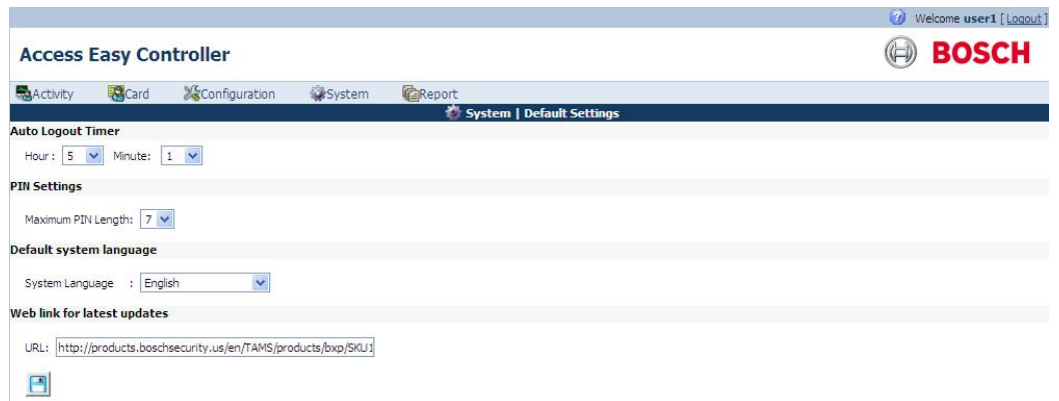 Welcome user1 [ Logout ]
Access Easy Controller
BOSCH
Activity Card Configuration System Report
System | Default Settings
Auto Logout Timer
Hour : 5 Minute: 1
PIN Settings
Maximum PIN Length: 7
Default system language
System Language : English
Web link for latest updates
URL: http://products.boschsecurity.us/en/TAMS/products/bxp/SKU1